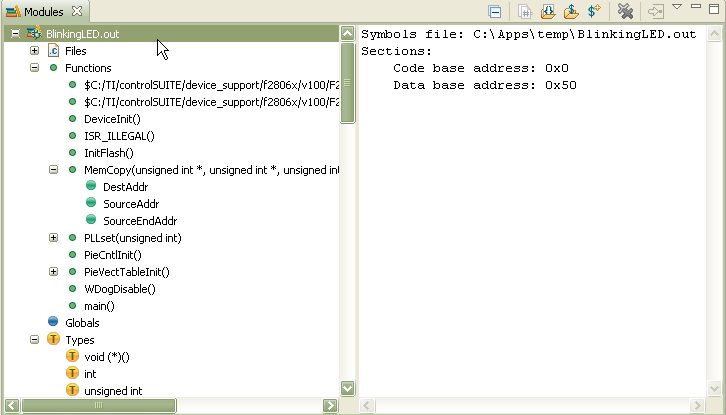 Modules
BlinkingLED.out
Files
Functions
$C:/TI/controlSUITE/device_support/f2806x/v100/F2
$C:/TI/controlSUITE/device_support/f2806x/v100/F2
DeviceInit()
ISR_ILLEGAL()
InitFlash()
MemCopy(unsigned int *, unsigned int *, unsigned int
DestAddr
SourceAddr
SourceEndAddr
PLLset(unsigned int)
PieCntlInit()
PieVectTableInit()
WDogDisable()
main()
Globals
Types
void (*)()
int
unsigned int
Symbols file: C:\Apps\temp\BlinkingLED.out
Sections:
Code base address: 0x0
Data base address: 0x50